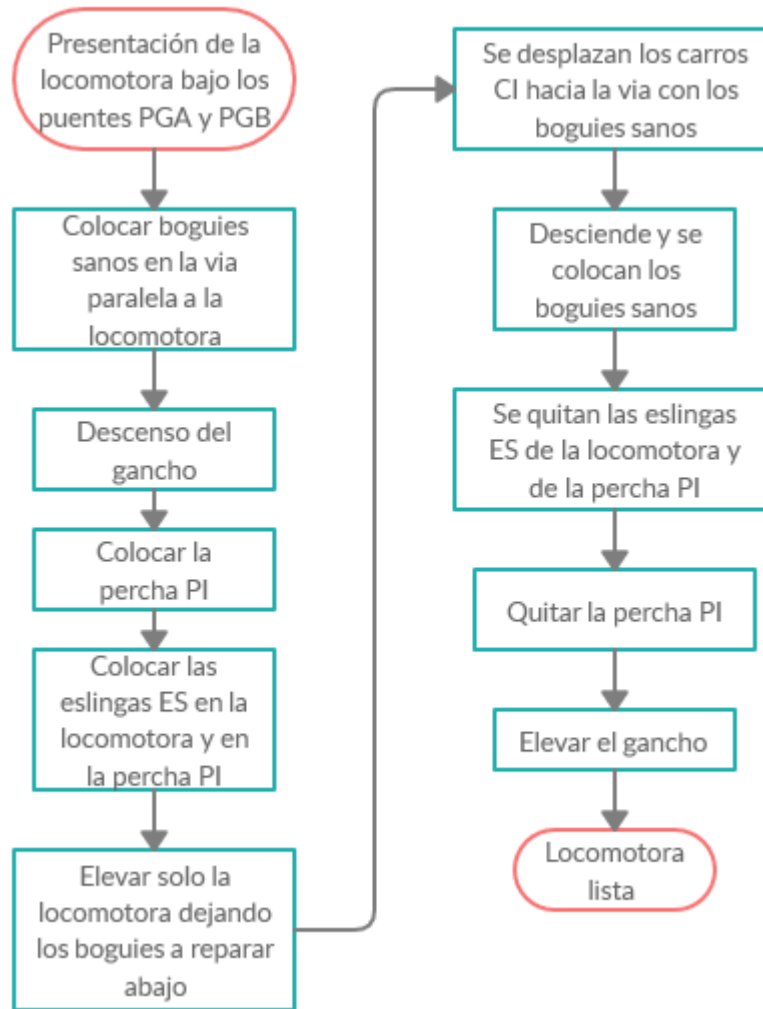 Presentación de la
locomotora bajo los
puentes PGA y PGB
Colocar boguies
sanos en la via
paralela a la
locomotora
Descenso del
gancho
Colocar la
percha PI
Colocar las
eslingas ES en la
locomotora y en
la percha PI
Elevar solo la
locomotora dejando
los boguies a reparar
abajo
Se desplazan los carros
CI hacia la via con los
boguies sanos
Desciende y se
colocan los
boguies sanos
Se quitan las eslingas
ES de la locomotora y
de la percha PI
Quitar la percha PI
Elevar el gancho
Locomotora
lista